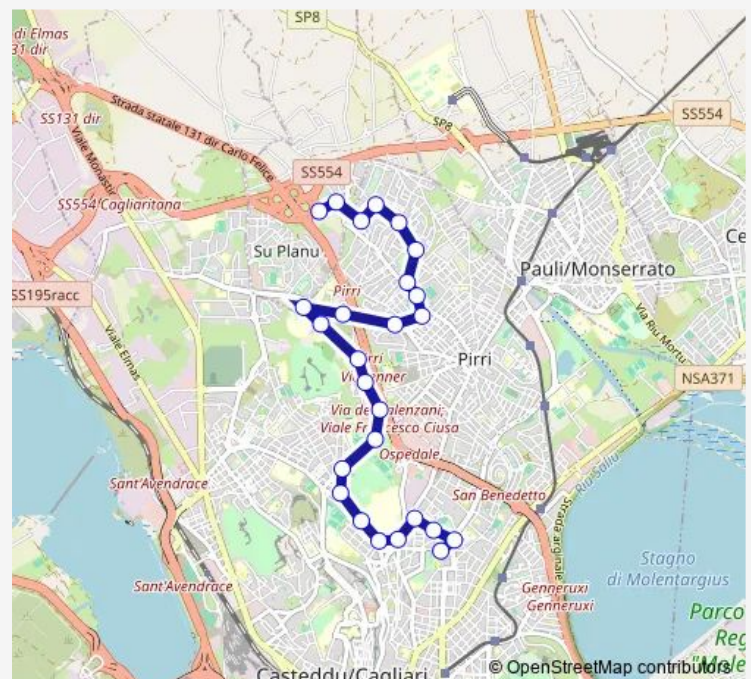 SP8
di Elmas
31 dir
SS131 dir
Strada statale 131 dir Carlo Felice
Viale Monastir
SP8
SS554
SS554
SS554 Cagliaritana
Su Planu
Pauli/Monserrato
Ce
SS195racc
Pirri
Via Riu Mortu
Viale Elmas
Pirri
NSA371
Via de
alenzani;
Viale Francesco Ciusa
Ospedale
Riu Saliu
Sant'Avendrace
San Benedetto
Strada arginale
Stagno
di Molentargius
Sant'Avendrace
Genneruxi
Genneruxi
Parco
Reg
"Mole
Casteddu/Cagliari
© OpenStreetMap contributors